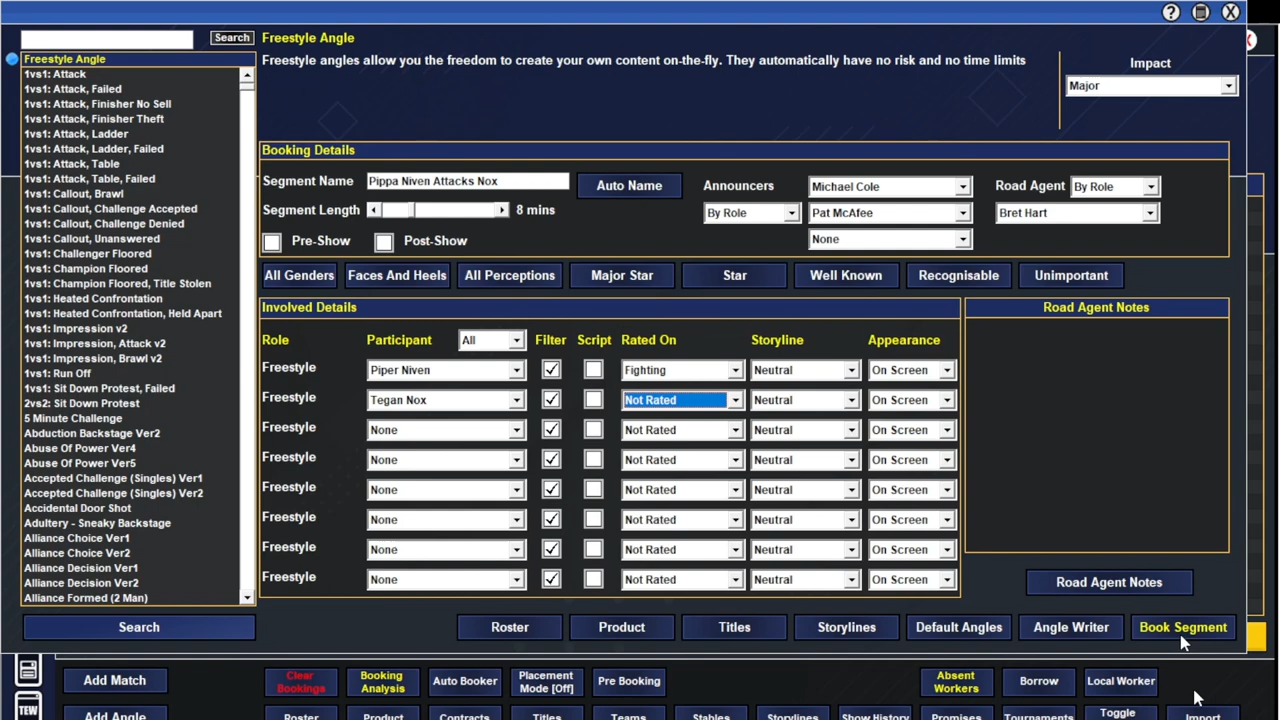 ? X
Search
Freestyle Angle
1vs1: Attack
1vs1: Attack, Failed
1vs1: Attack, Finisher No Sell
1vs1: Attack, Finisher Theft
1vs1: Attack, Ladder
1vs1: Attack, Ladder, Failed
1vs1: Attack, Table
1vs1: Attack, Table, Failed
1vs1: Callout, Brawl
1vs1: Callout, Challenge Accepted
1vs1: Callout, Challenge Denied
1vs1: Callout, Unanswered
1vs1: Challenger Floored
1vs1: Champion Floored
1vs1: Champion Floored, Title Stolen
1vs1: Heated Confrontation
1vs1: Heated Confrontation, Held Apart
1vs1: Impression v2
1vs1: Impression, Attack v2
1vs1: Impression, Brawl v2
1vs1: Run Off
1vs1: Sit Down Protest, Failed
2vs2: Sit Down Protest
5 Minute Challenge
Abduction Backstage Ver2
Abuse Of Power Ver4
Abuse Of Power Ver5
Accepted Challenge (Singles) Ver1
Accepted Challenge (Singles) Ver2
Accidental Door Shot
Adultery - Sneaky Backstage
Alliance Choice Ver1
Alliance Choice Ver2
Alliance Decision Ver1
Alliance Decision Ver2
Alliance Formed (2 Man)
Search
Freestyle Angle
Freestyle angles allow you the freedom to create your own content on-the-fly. They automatically have no risk and no time limits
Impact
Major
Booking Details
Segment Name Pippa Niven Attacks Nox Auto Name Announcers Michael Cole Road Agent By Role
Segment Length 8 mins By Role Pat McAfee Bret Hart
Pre-Show Post-Show None
All Genders Faces And Heels All Perceptions Major Star Star Well Known Recognisable Unimportant
Involved Details
Role Participant All Filter Script Rated On Storyline Appearance
Freestyle Piper Niven Fighting Neutral On Screen
Freestyle Tegan Nox Not Rated Neutral On Screen
Freestyle None Not Rated Neutral On Screen
Freestyle None Not Rated Neutral On Screen
Freestyle None Not Rated Neutral On Screen
Freestyle None Not Rated Neutral On Screen
Freestyle None Not Rated Neutral On Screen
Freestyle None Not Rated Neutral On Screen
Road Agent Notes
Road Agent Notes
Roster Product Titles Storylines Default Angles Angle Writer Book Segment
Add Match Clear Bookings Booking Analysis Auto Booker Placement Mode [Off] Pre Booking Absent Workers Borrow Local Worker
TEW Add Angle Roster Product Contracts Titles Teams Stables Storylines Show History Promises Tournaments Toggle Import